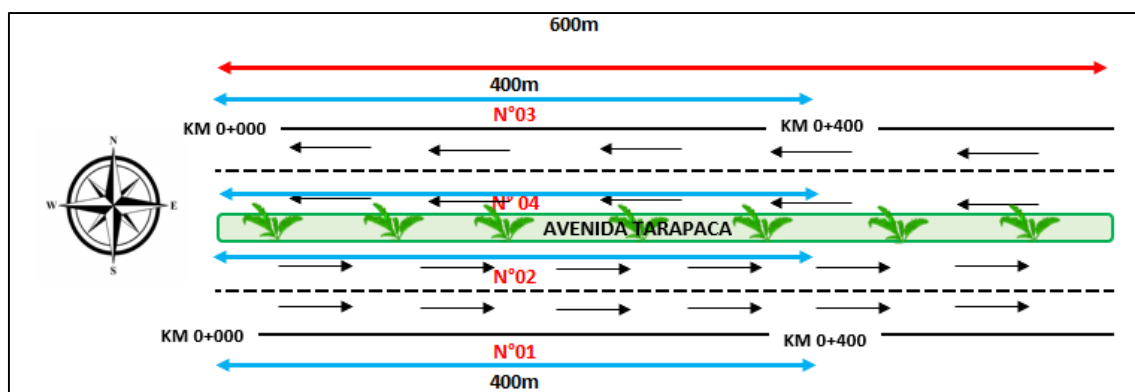 600m
400m
N°03
KM 0+000
KM 0+400
N
W
E
S
N° 04
AVENIDA TARAPACA
N°02
KM 0+000
KM 0+400
N°01
400m